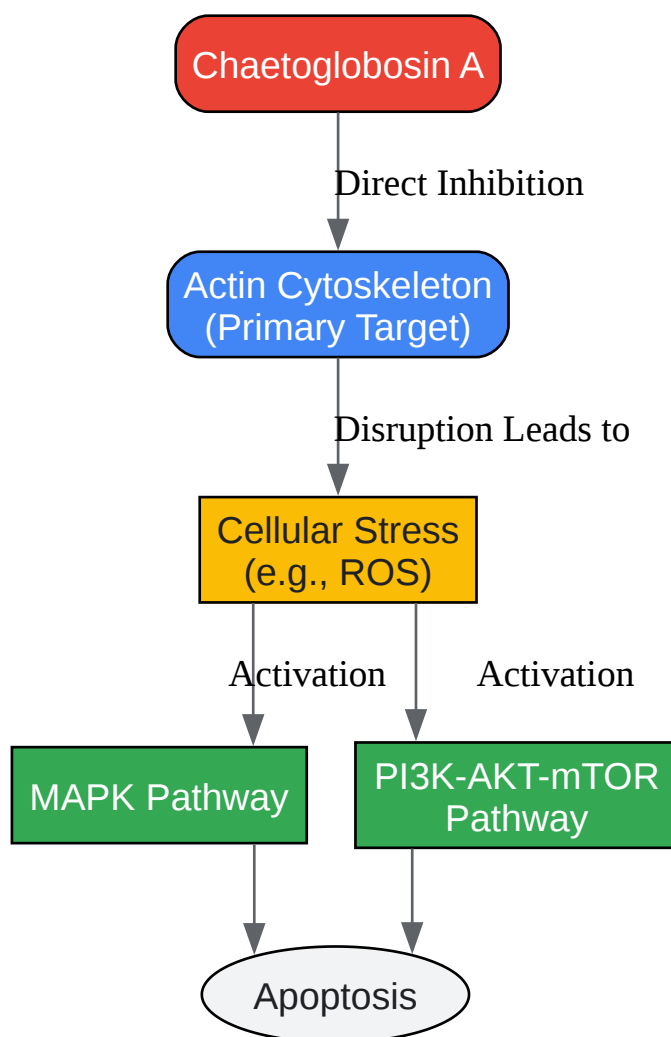 Chaetoglobosin A
Direct Inhibition
Actin Cytoskeleton
(Primary Target)
Disruption Leads to
Cellular Stress
(e.g., ROS)
Activation
Activation
MAPK Pathway
PI3K-AKT-mTOR
Pathway
Apoptosis